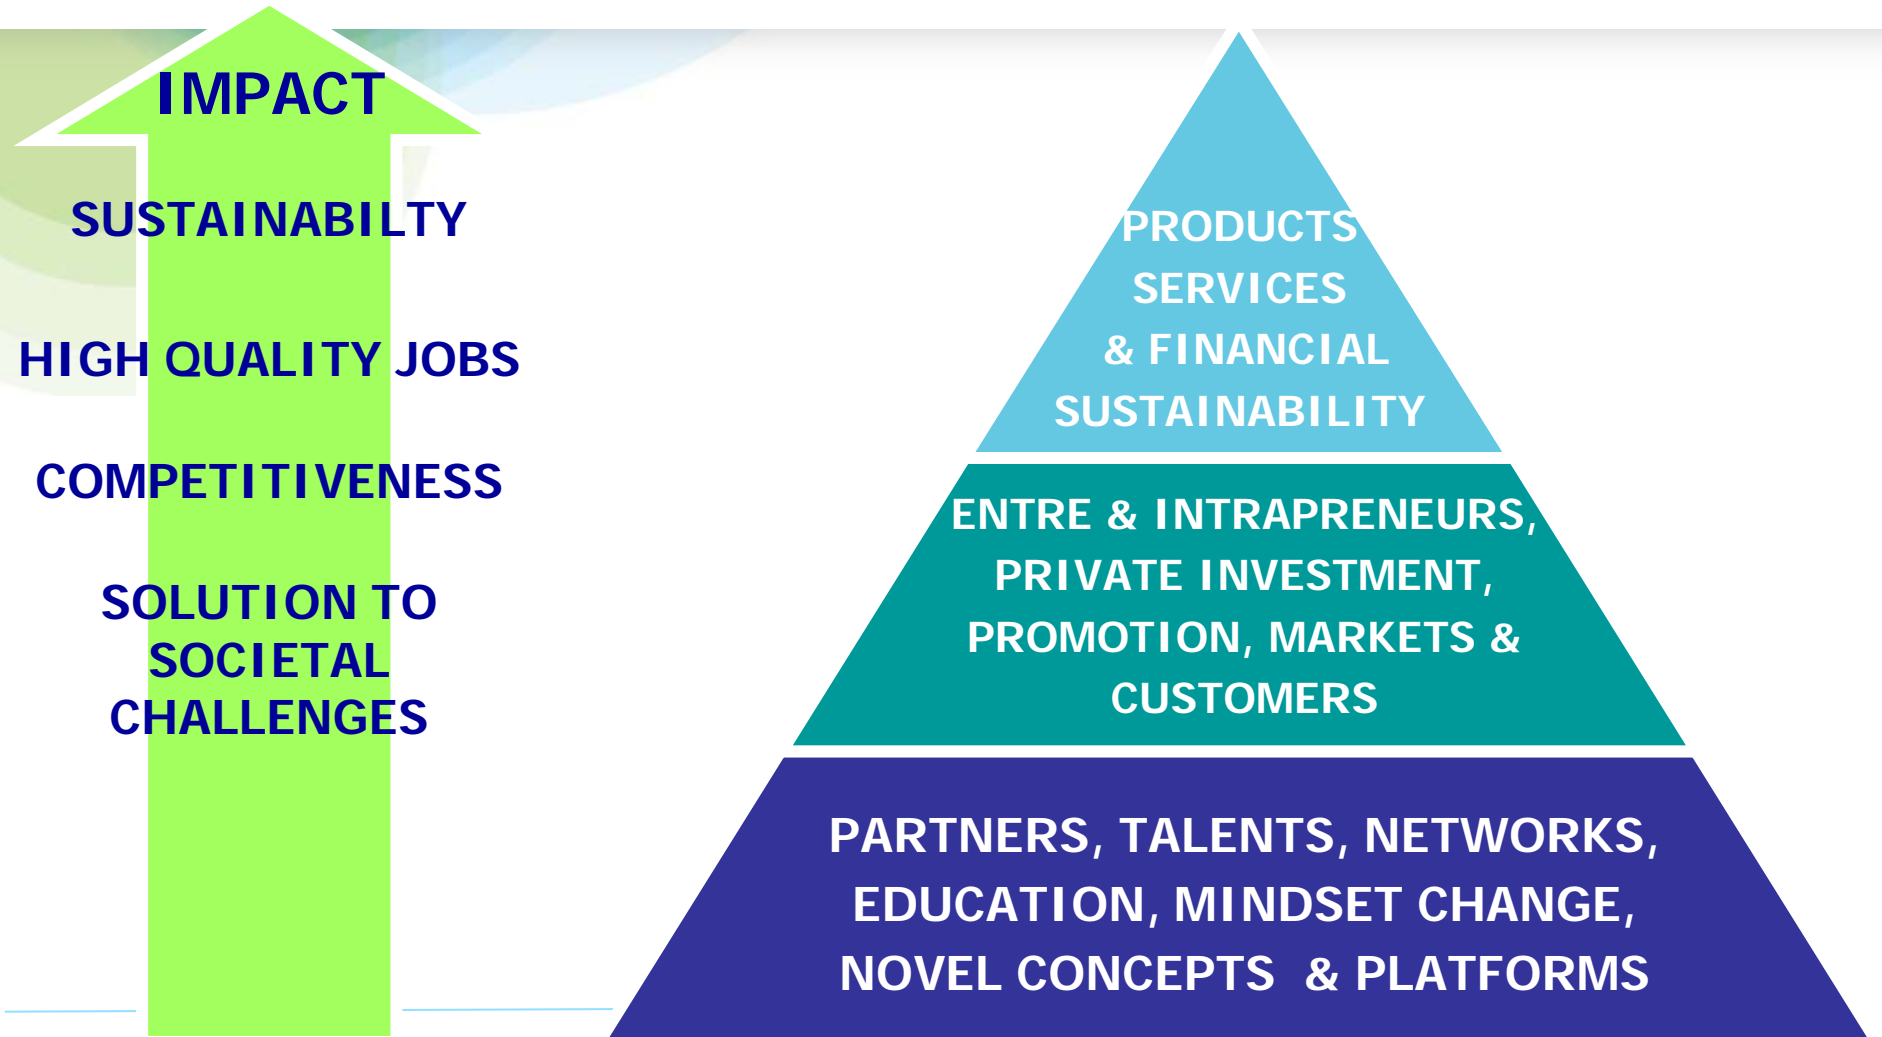 IMPACT
SUSTAINABILTY
HIGH QUALITY JOBS
COMPETITIVENESS
SOLUTION TO
SOCIETAL
CHALLENGES
PRODUCTS
SERVICES
& FINANCIAL
SUSTAINABILITY
ENTRE & INTRAPRENEURS,
PRIVATE INVESTMENT,
PROMOTION, MARKETS &
CUSTOMERS
PARTNERS, TALENTS, NETWORKS,
EDUCATION, MINDSET CHANGE,
NOVEL CONCEPTS & PLATFORMS